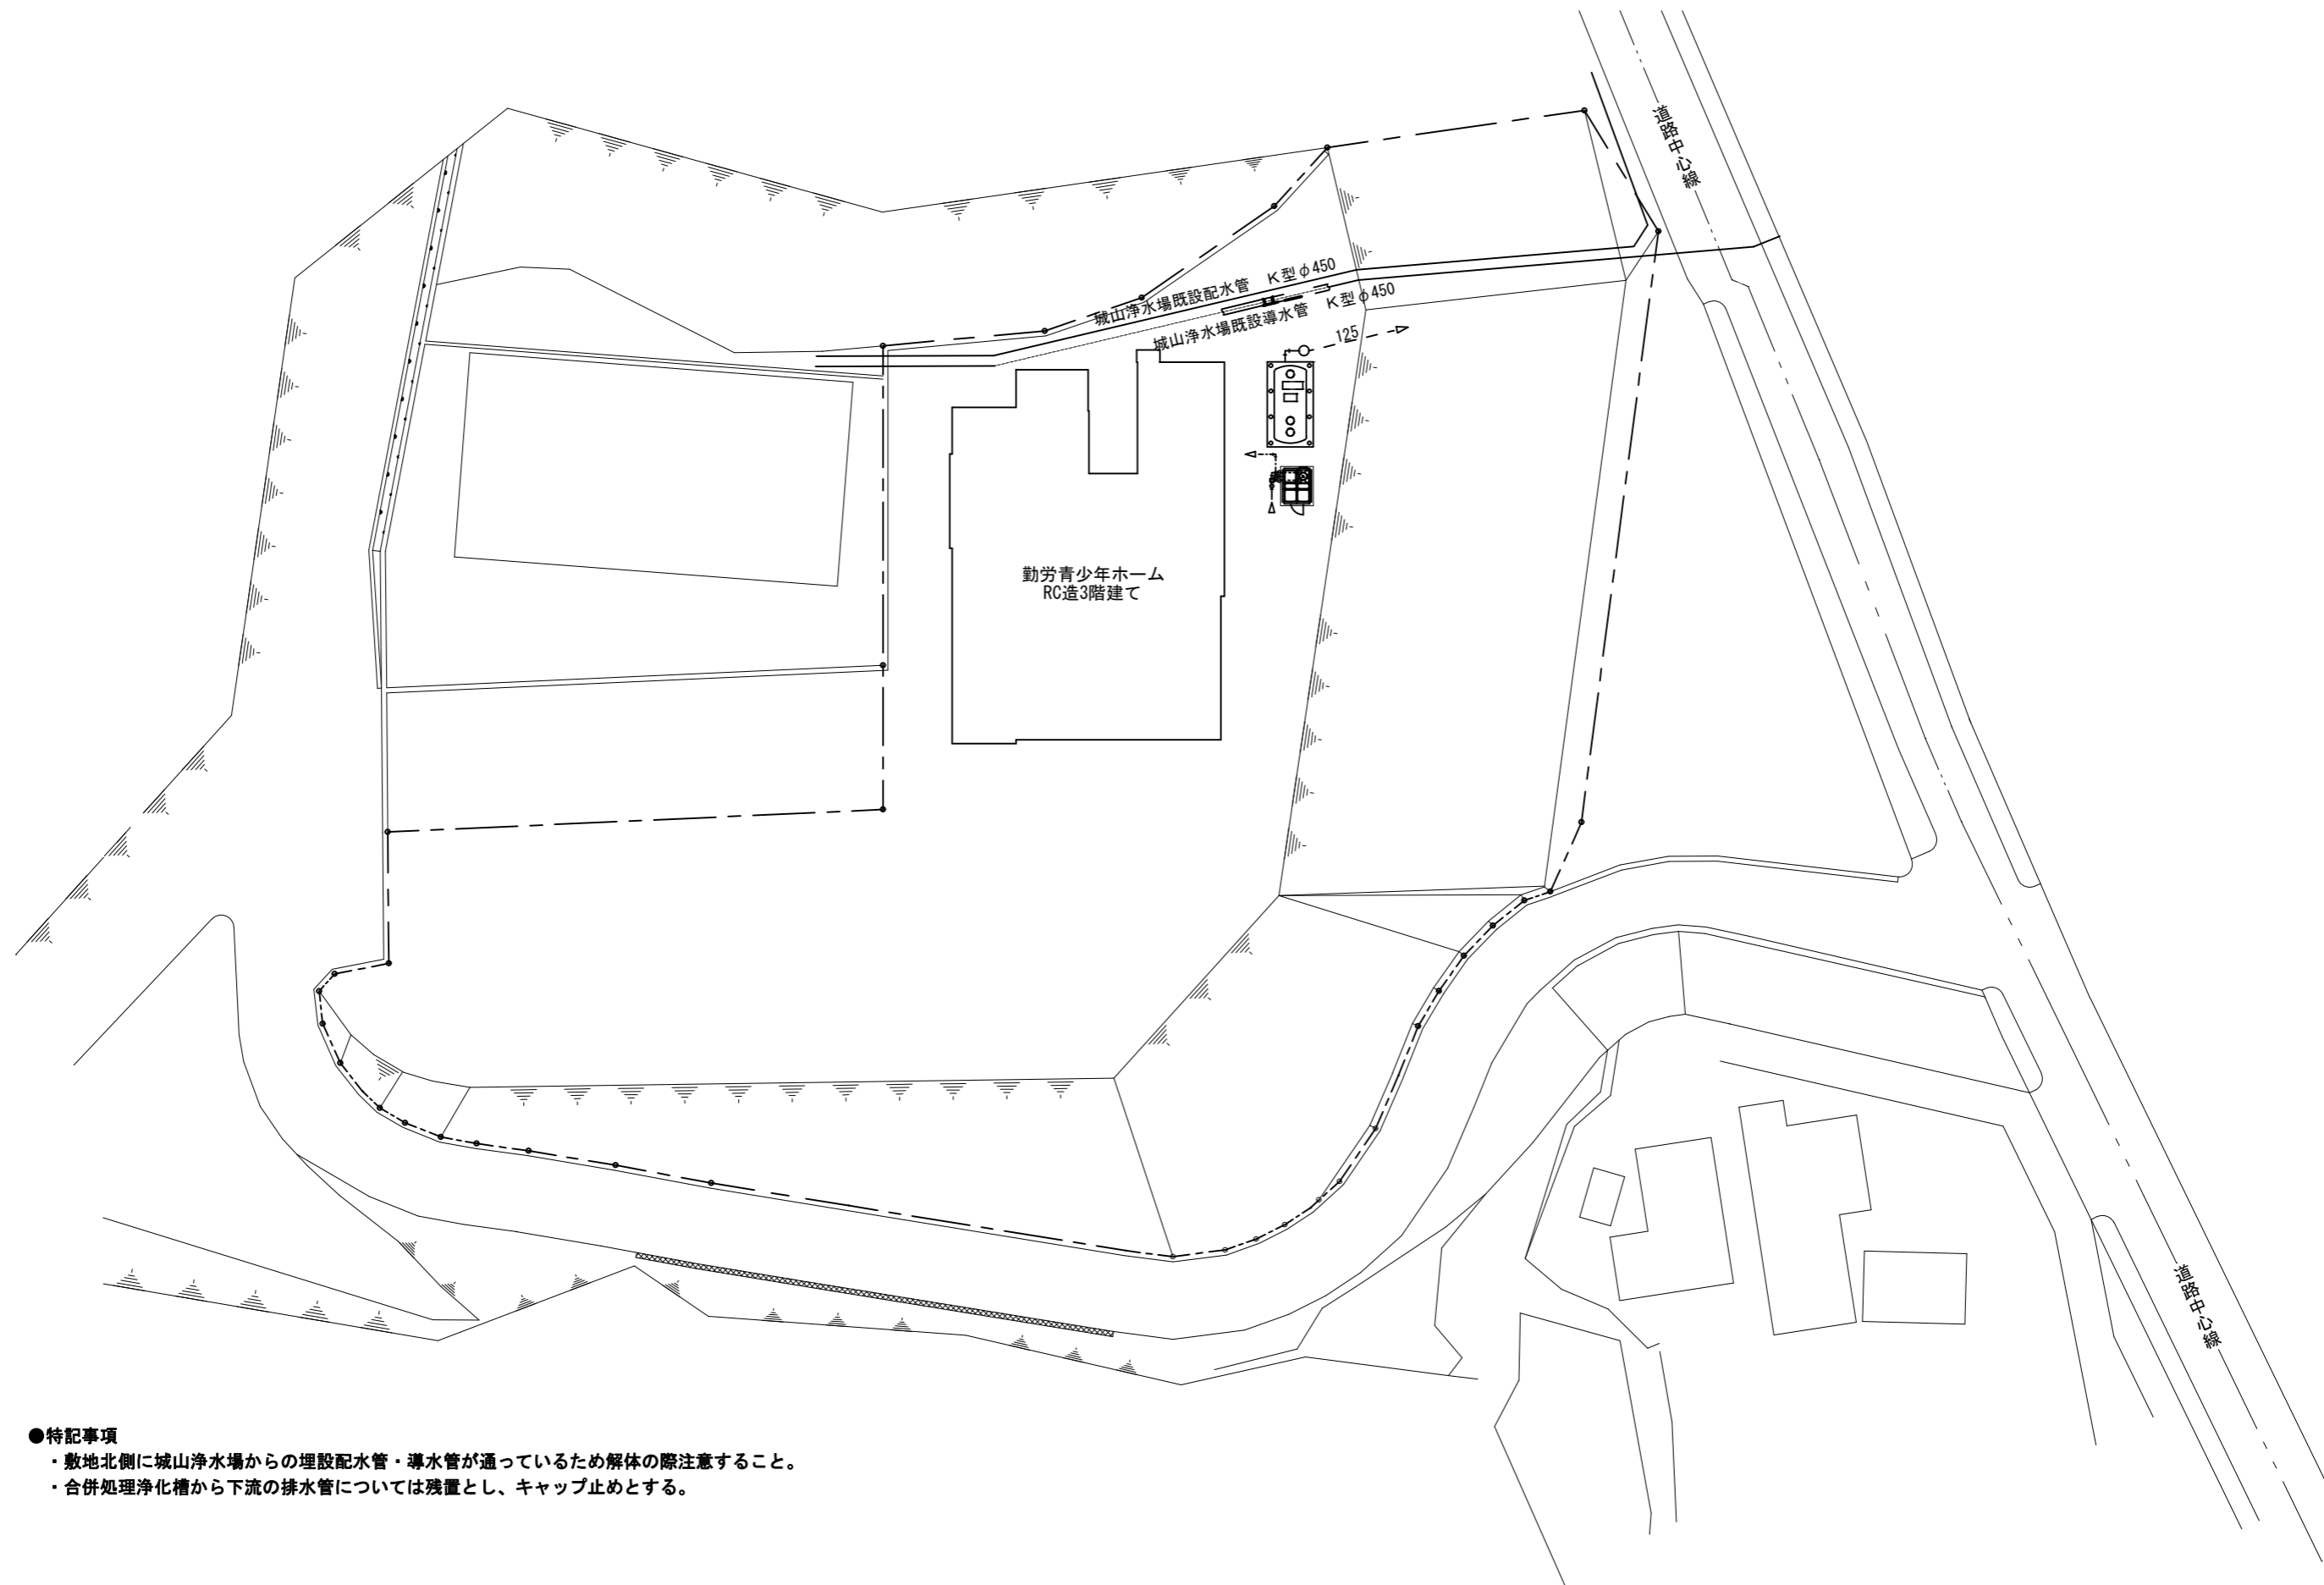 道路中心線
城山浄水場既設配水管　K型φ450
城山浄水場既設導水管　K型φ450
125
勤労青少年ホーム
RC造3階建て
道路中心線
●特記事項
・敷地北側に城山浄水場からの埋設配水管・導水管が通っているため解体の際注意すること。
・合併処理浄化槽から下流の排水管については残置とし、キャップ止めとする。